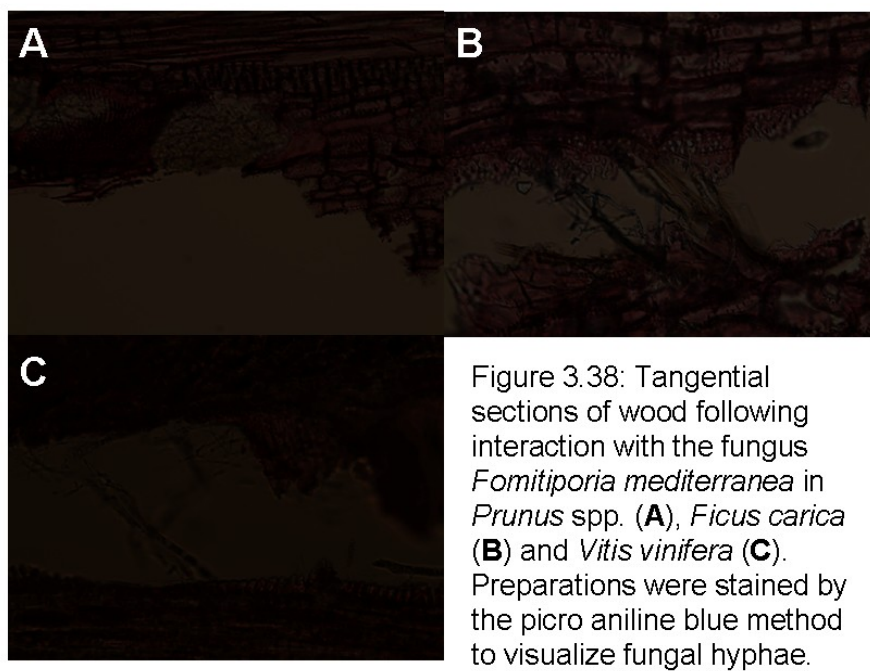 A
B
C
Figure 3.38: Tangential
sections of wood following
interaction with the fungus
Fomitiporia mediterranea in
Prunus spp. (A), Ficus carica
(B) and Vitis vinifera (C).
Preparations were stained by
the picro aniline blue method
to visualize fungal hyphae.